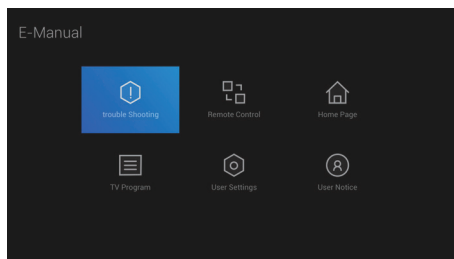 E-Manual
trouble Shooting
Remote Control
Home Page
TV Program
User Settings
User Notice